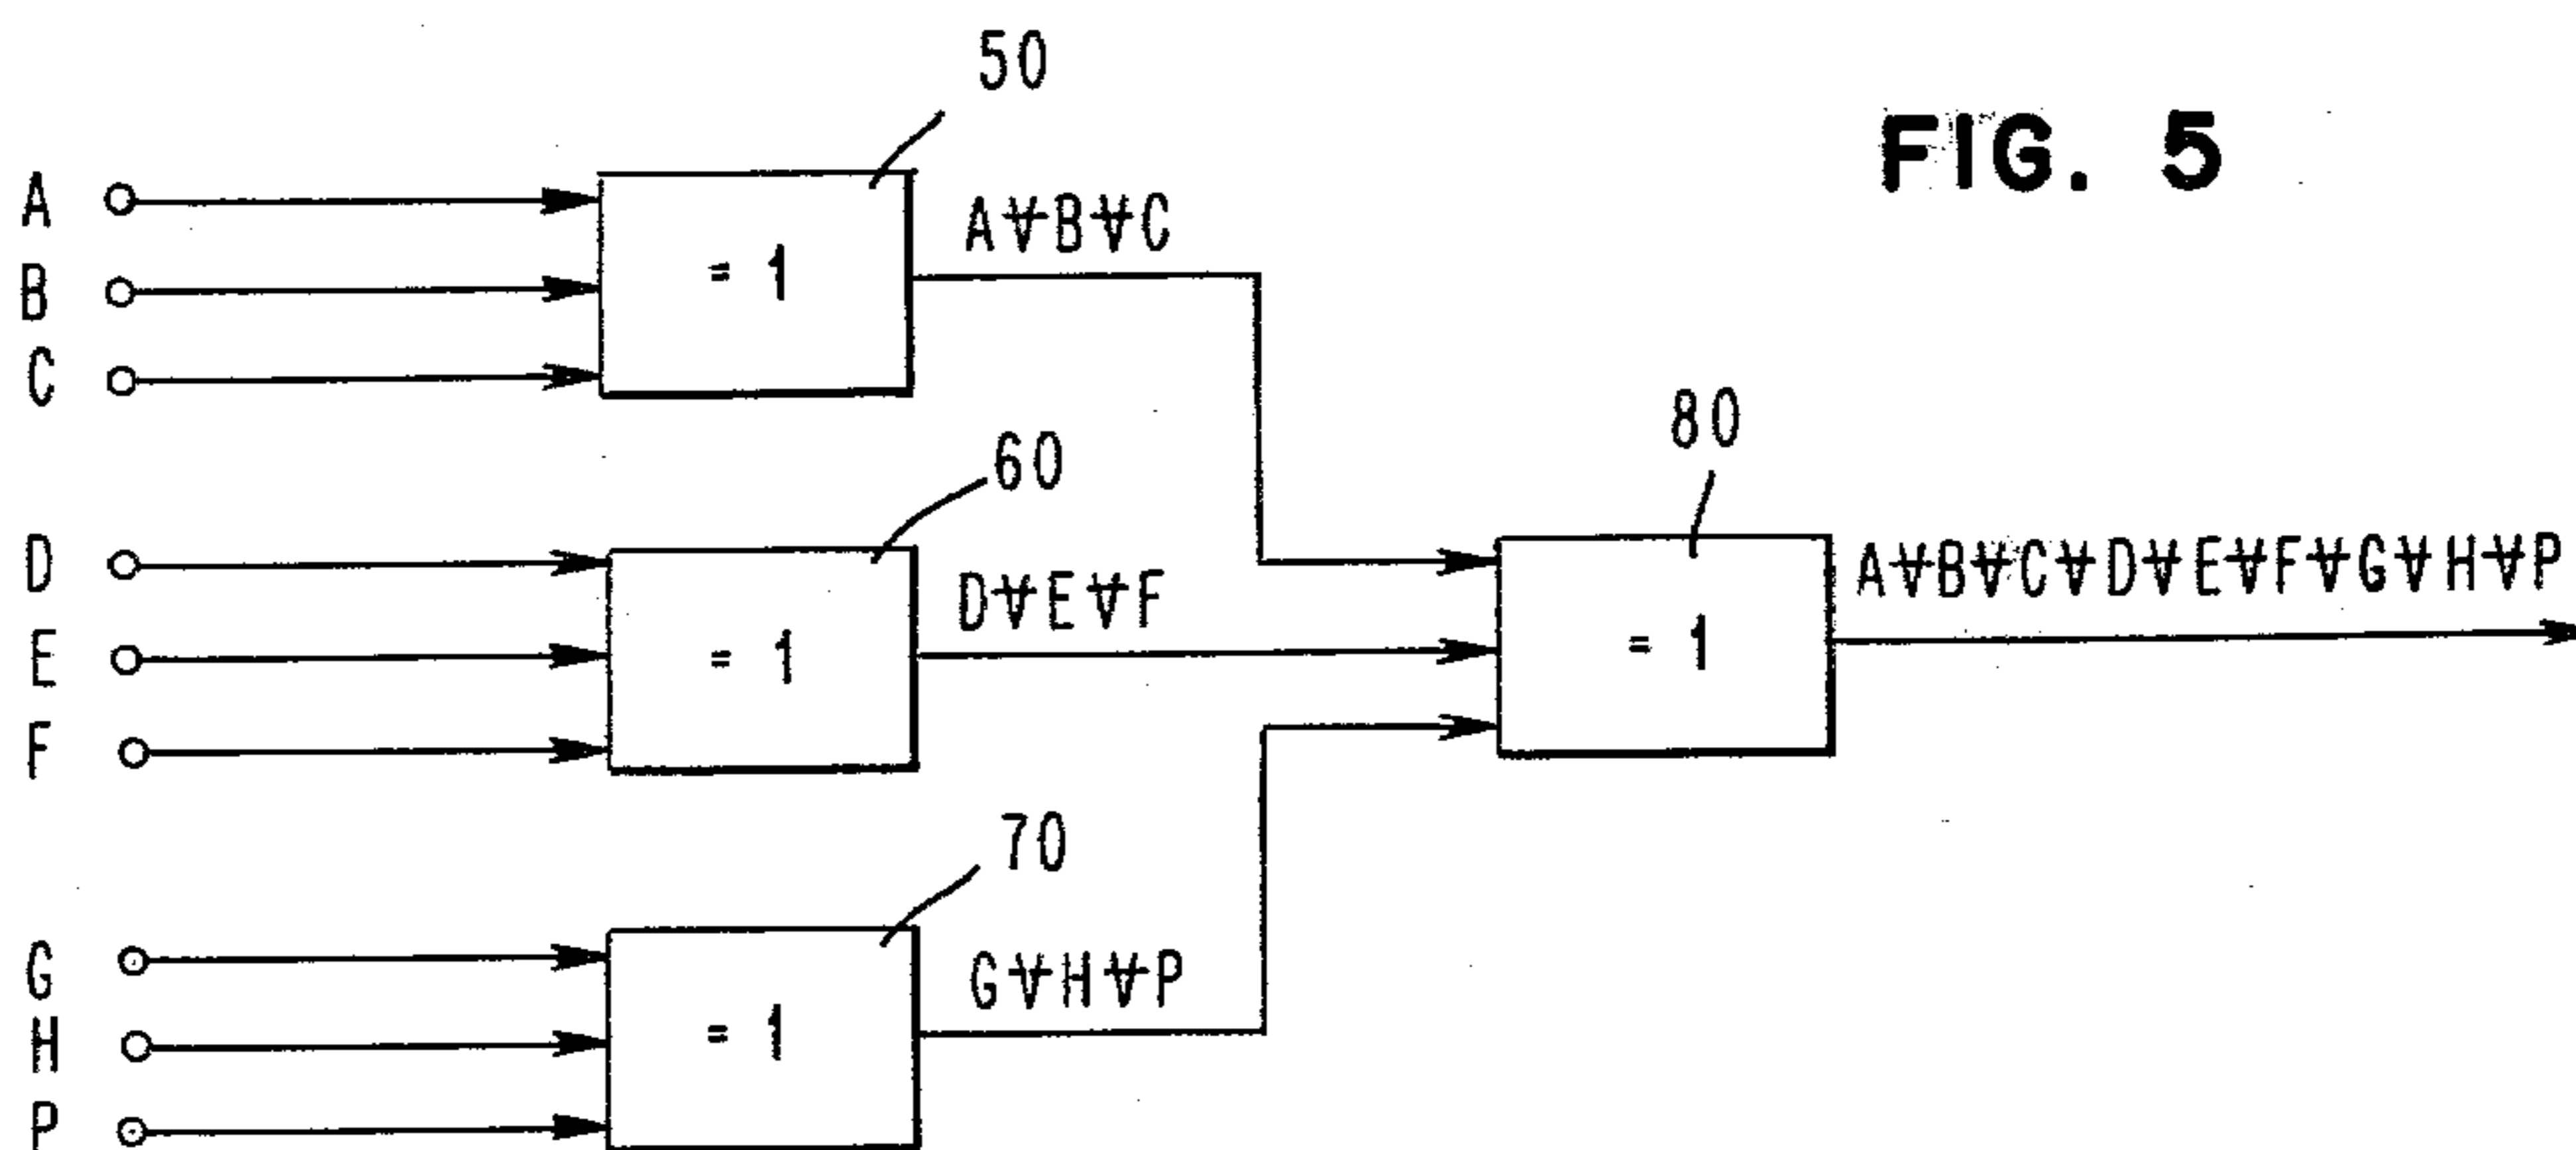 FIG. 5
50
A
B
C
= 1
A∀B∀C
60
D
E
F
= 1
D∀E∀F
80
= 1
A∀B∀C∀D∀E∀F∀G∀H∀P
70
G
H
P
= 1
G∀H∀P